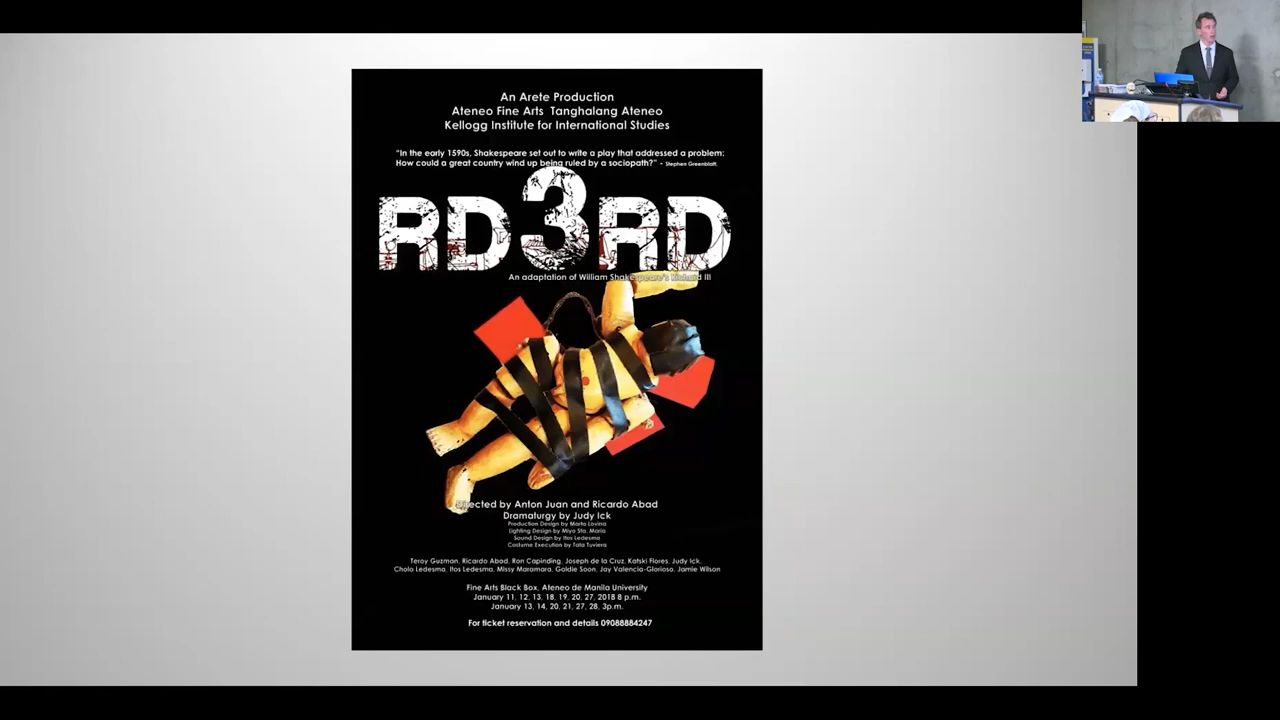 An Arete Production
Ateneo Fine Arts Tanghalang Ateneo
Kellogg Institute for International Studies
"In the early 1590s, Shakespeare set out to write a play that addressed a problem:
How could a great country wind up being ruled by a sociopath?" - Stephen Greenblatt.
RD3RD
An adaptation of William Shakespeare's Richard III
Directed by Anton Juan and Ricardo Abad
Dramaturgy by Judy Ick
Production Design by Marta Lovina
Lighting Design by Miyo Sta. Maria
Sound Design by Itos Ledesma
Costume Execution by Tata Tuviera
Teroy Guzman, Ricardo Abad, Ron Capinding, Joseph de la Cruz, Katski Flores, Judy Ick,
Cholo Ledesma, Itos Ledesma, Missy Maramara, Goldie Soon, Jay Valencia-Glorioso, Jamie Wilson
Fine Arts Black Box, Ateneo de Manila University
January 11, 12, 13, 18, 19, 20, 27, 2018 8 p.m.
January 13, 14, 20, 21, 27, 28, 3p.m.
For ticket reservation and details 09088884247